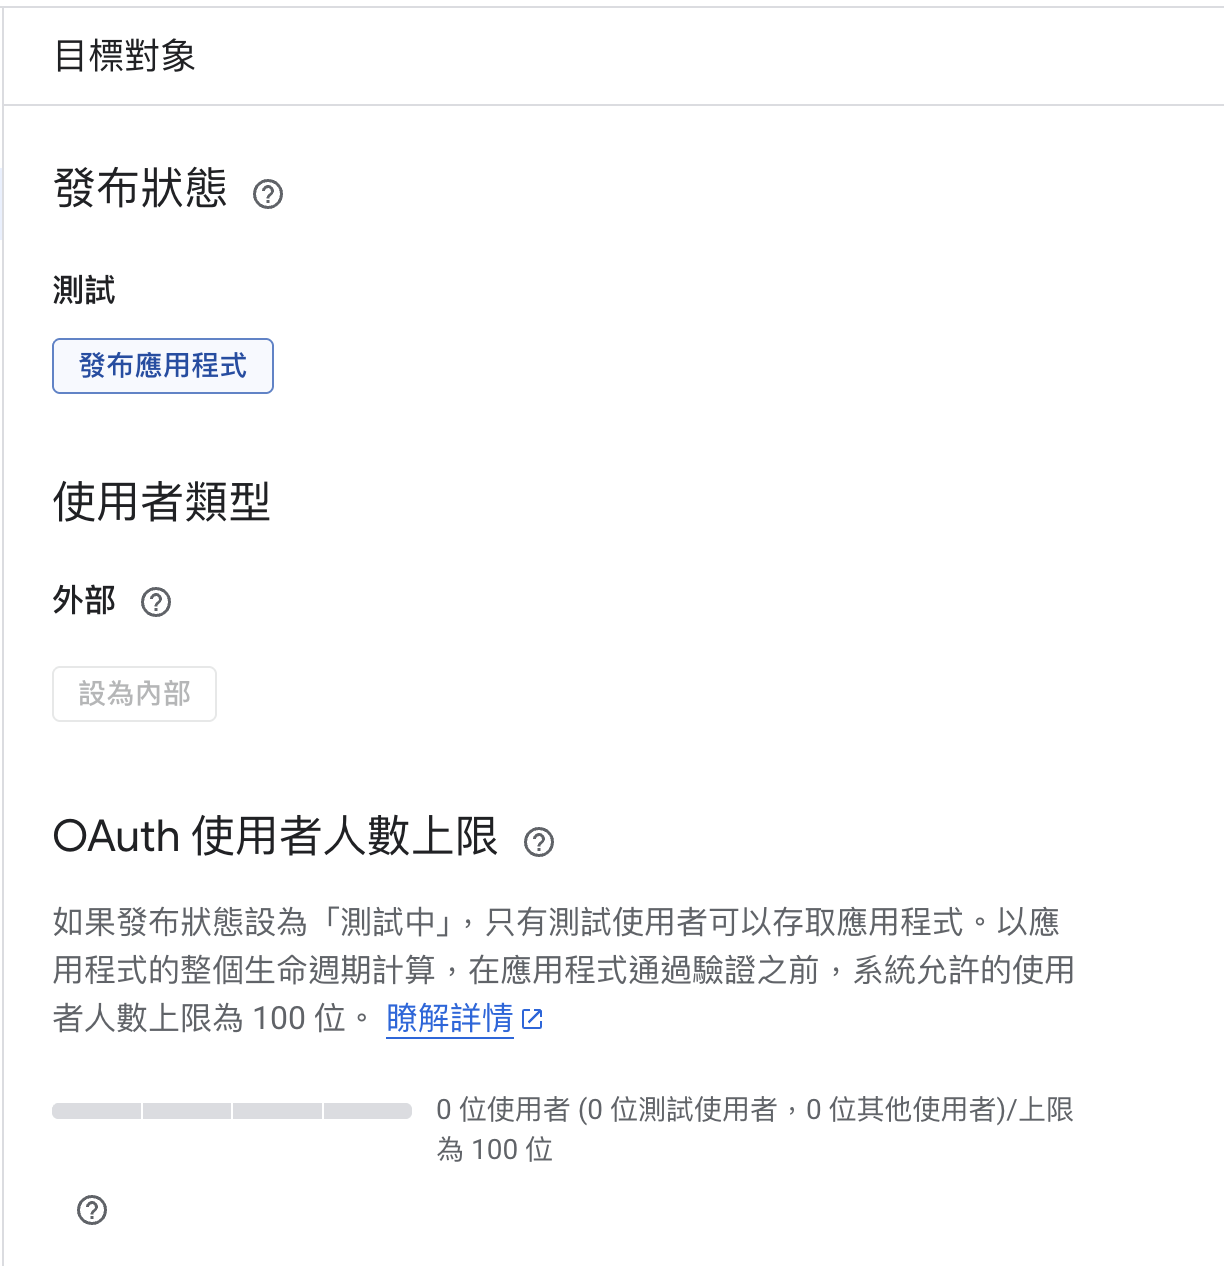 目標對象
發布狀態
測試
發布應用程式
使用者類型
外部
設為內部
OAuth 使用者人數上限
如果發布狀態設為「測試中」，只有測試使用者可以存取應用程式。以應
用程式的整個生命週期計算，在應用程式通過驗證之前，系統允許的使用
者人數上限為 100 位。 瞭解詳情
0 位使用者 (0 位測試使用者，0 位其他使用者)/上限
為 100 位